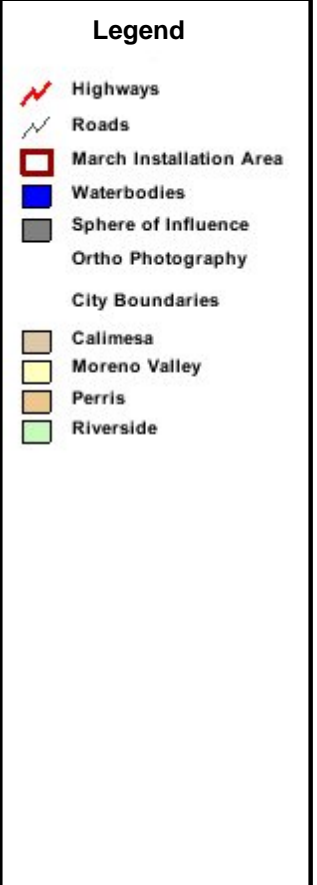 Legend
Highways
Roads
March Installation Area
Waterbodies
Sphere of Influence
Ortho Photography
City Boundaries
Calimesa
Moreno Valley
Perris
Riverside